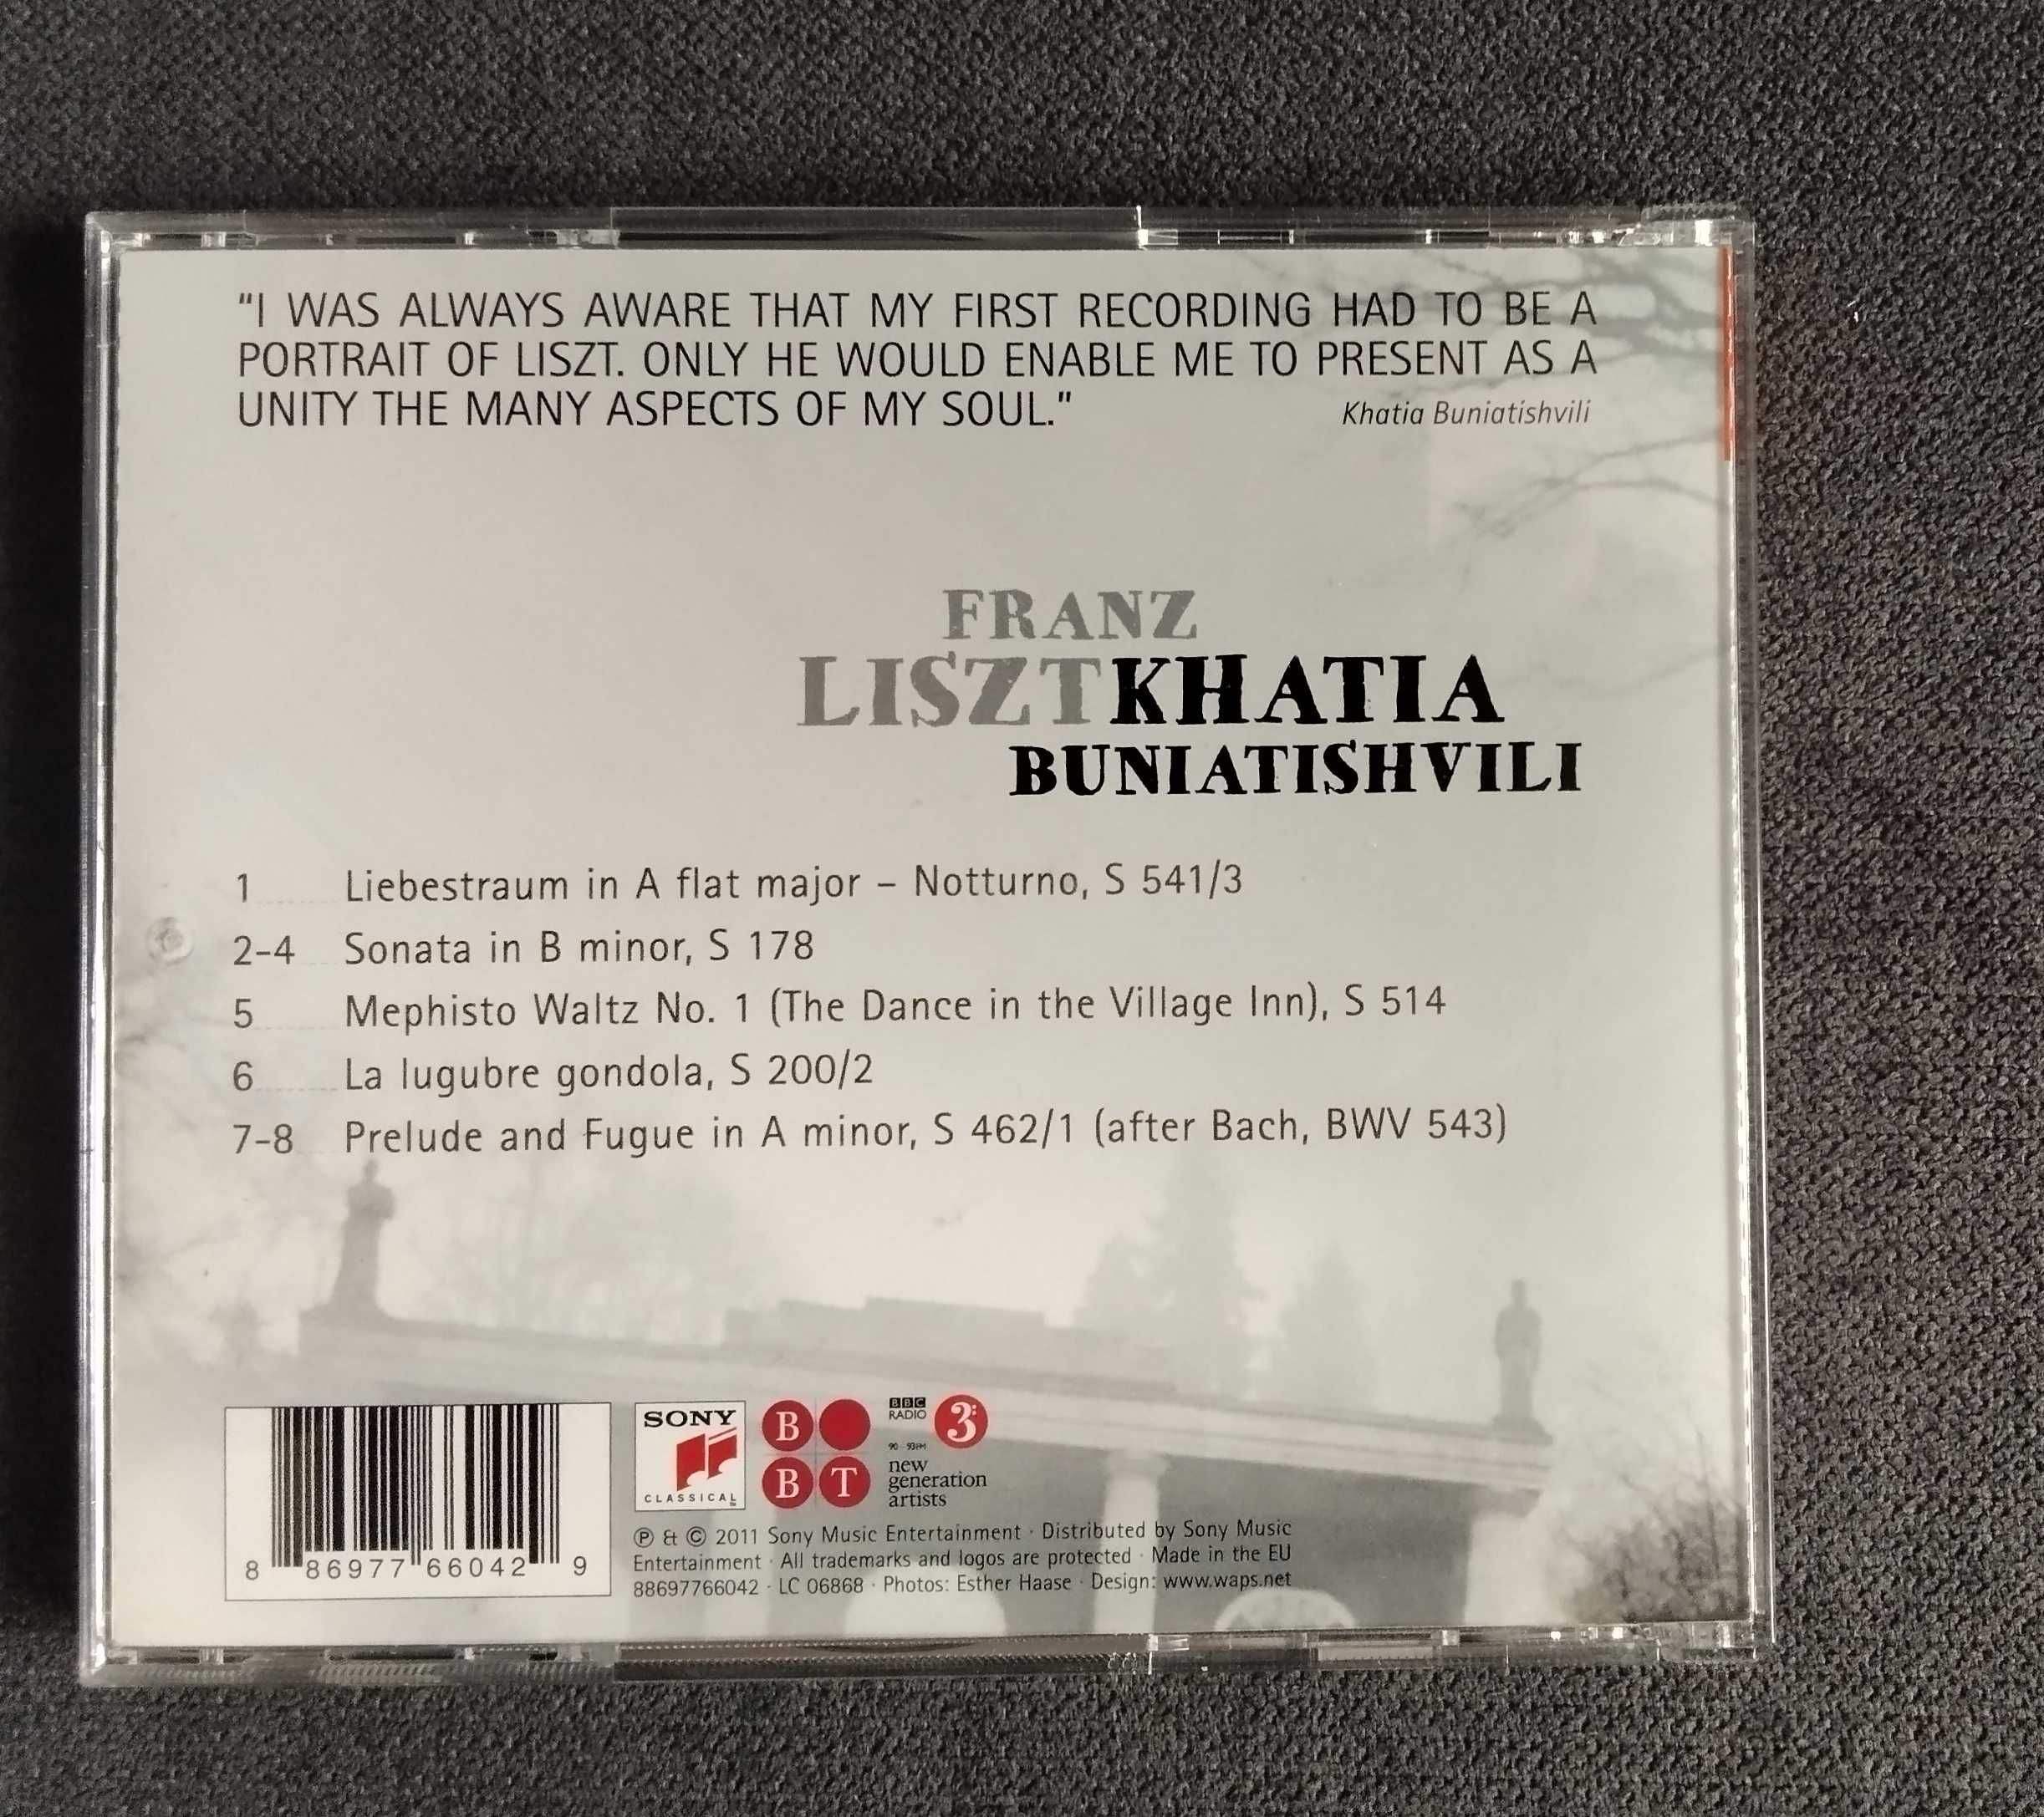 "I WAS ALWAYS AWARE THAT MY FIRST RECORDING HAD TO BE A
PORTRAIT OF LISZT. ONLY HE WOULD ENABLE ME TO PRESENT AS A
UNITY THE MANY ASPECTS OF MY SOUL."
Khatia Buniatishvili
FRANZ
LISZT KHATIA
BUNIATISHVILI
1 Liebestraum in A flat major – Notturno, S 541/3
2-4 Sonata in B minor, S 178
5 Mephisto Waltz No. 1 (The Dance in the Village Inn), S 514
6 La lugubre gondola, S 200/2
7-8 Prelude and Fugue in A minor, S 462/1 (after Bach, BWV 543)
8 86977 66042 9
SONY
CLASSICAL
B
B T
BBC
RADIO 3
90 - 93FM
new
generation
artists
℗ & © 2011 Sony Music Entertainment · Distributed by Sony Music
Entertainment · All trademarks and logos are protected · Made in the EU
88697766042 · LC 06868 · Photos: Esther Haase · Design: www.waps.net